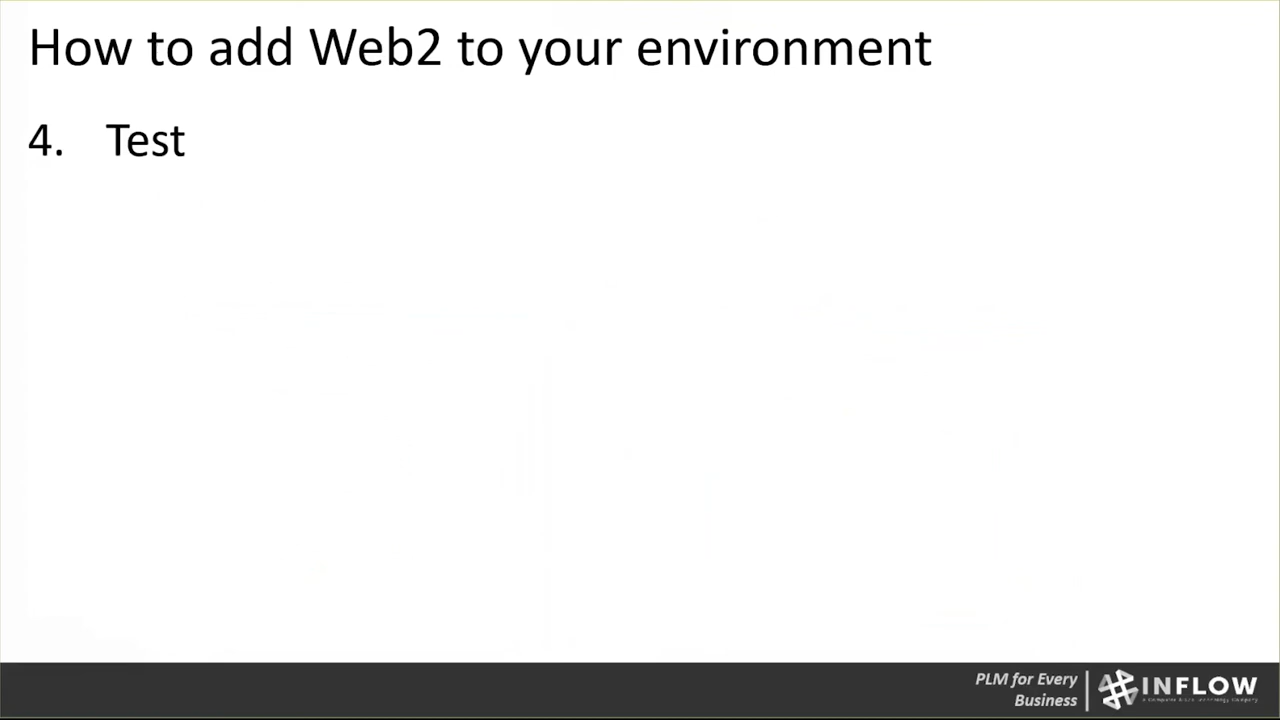 How to add Web2 to your environment
4. Test
PLM for Every
Business
INFLOW